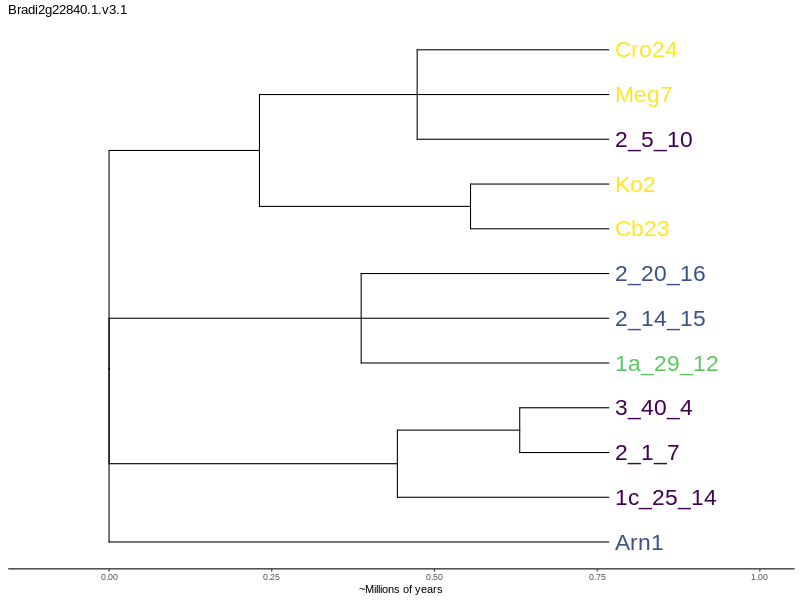 Bradi2g22840.1.v3.1
Cro24
Meg7
2_5_10
Ko2
Cb23
2_20_16
2_14_15
1a_29_12
3_40_4
2_1_7
1c_25_14
Arn1
0.00 0.25 0.50 0.75 1.00
~Millions of years